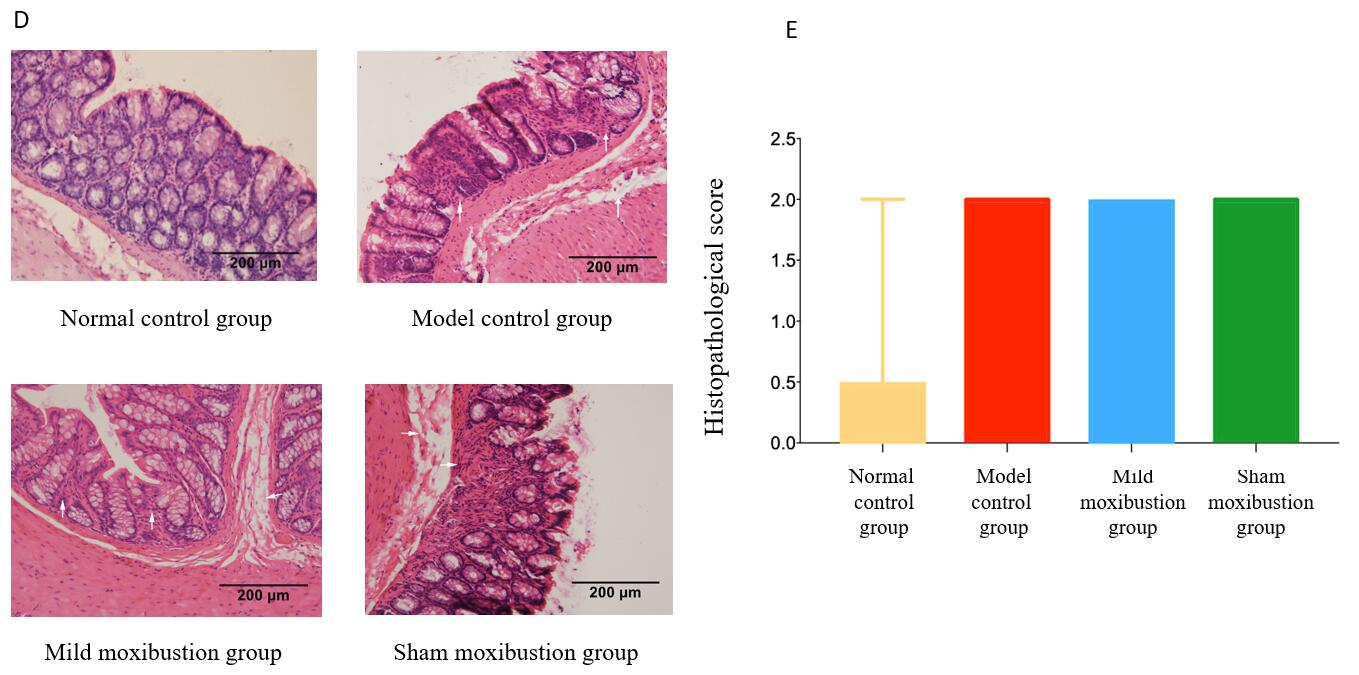 D
E
200 µm
200 µm
Normal control group
Model control group
200 µm
200 µm
Mild moxibustion group
Sham moxibustion group
Histopathological score
2.5
2.0
1.5
1.0
0.5
0.0
Normal
control
group
Model
control
group
Mild
moxibustion
group
Sham
moxibustion
group